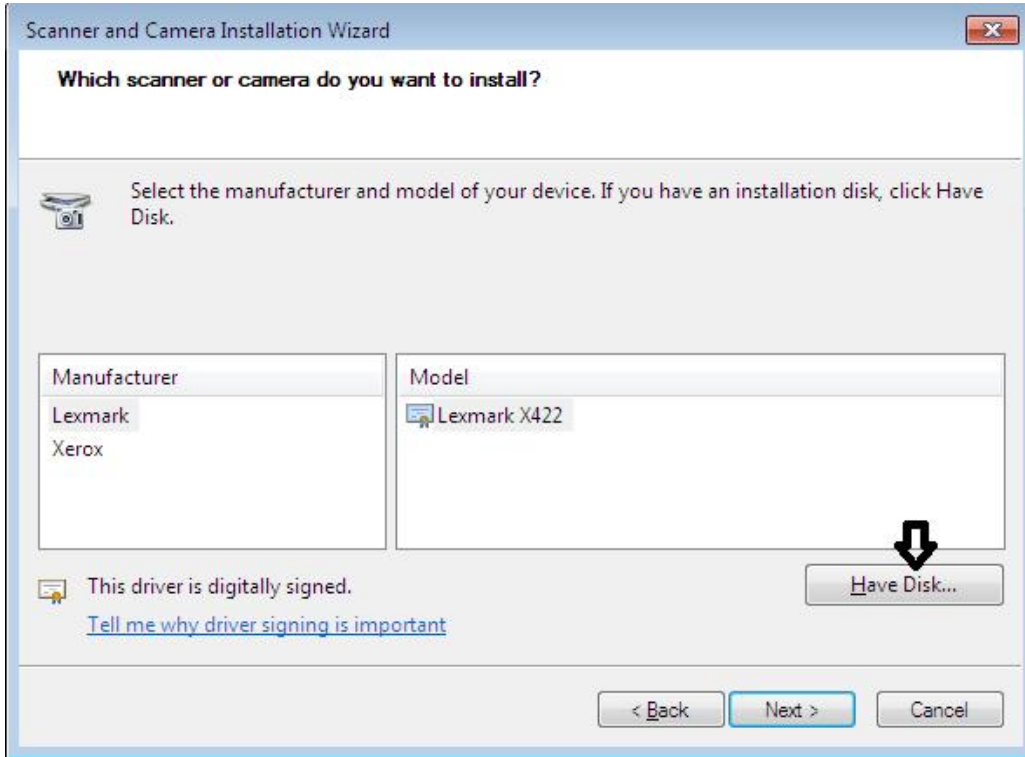 Scanner and Camera Installation Wizard
Which scanner or camera do you want to install?
Select the manufacturer and model of your device. If you have an installation disk, click Have
Disk.
Manufacturer
Lexmark
Xerox
Model
Lexmark X422
This driver is digitally signed.
Tell me why driver signing is important
Have Disk...
< Back
Next >
Cancel